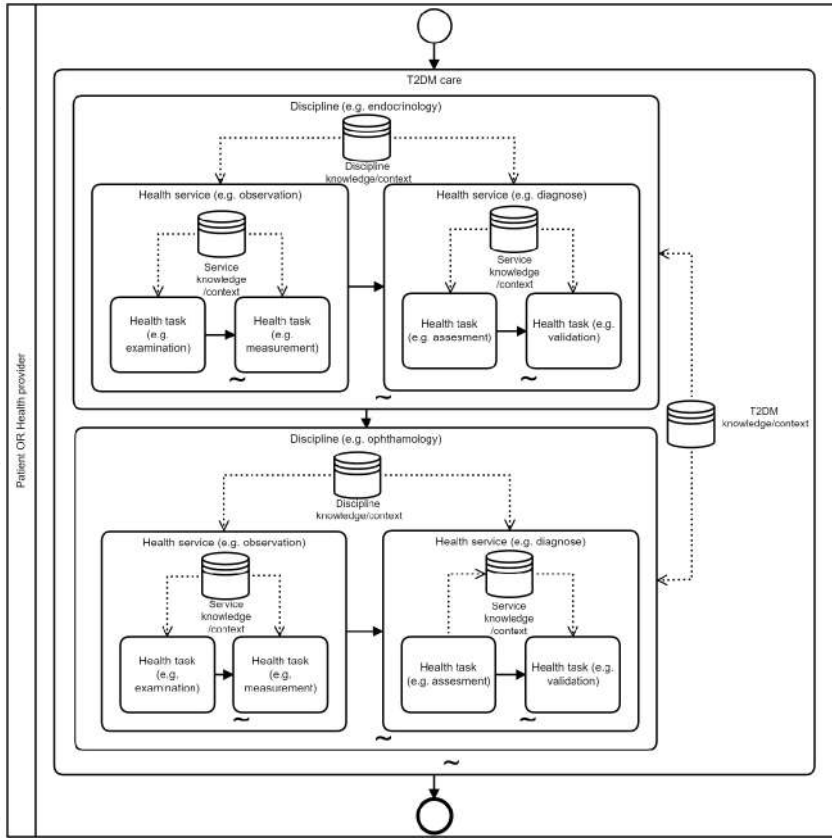 Patient OR Health provider
T2DM care
Discipline (e.g. endocrinology)
Discipline
knowledge/context
Health service (e.g. observation)
Service
knowledge
/context
Health task
(e.g.
examination)
Health task
(e.g.
measurement)
~
Health service (e.g. diagnose)
Service
knowledge
/context
Health task
(e.g. assesment)
Health task (e.g.
validation)
~
~
T2DM
knowledge/context
Discipline (e.g. ophthamology)
Discipline
knowledge/context
Health service (e.g. observation)
Service
knowledge
/context
Health task
(e.g.
examination)
Health task
(e.g.
measurement)
~
Health service (e.g. diagnose)
Service
knowledge
/context
Health task
(e.g. assesment)
Health task (e.g.
validation)
~
~
~